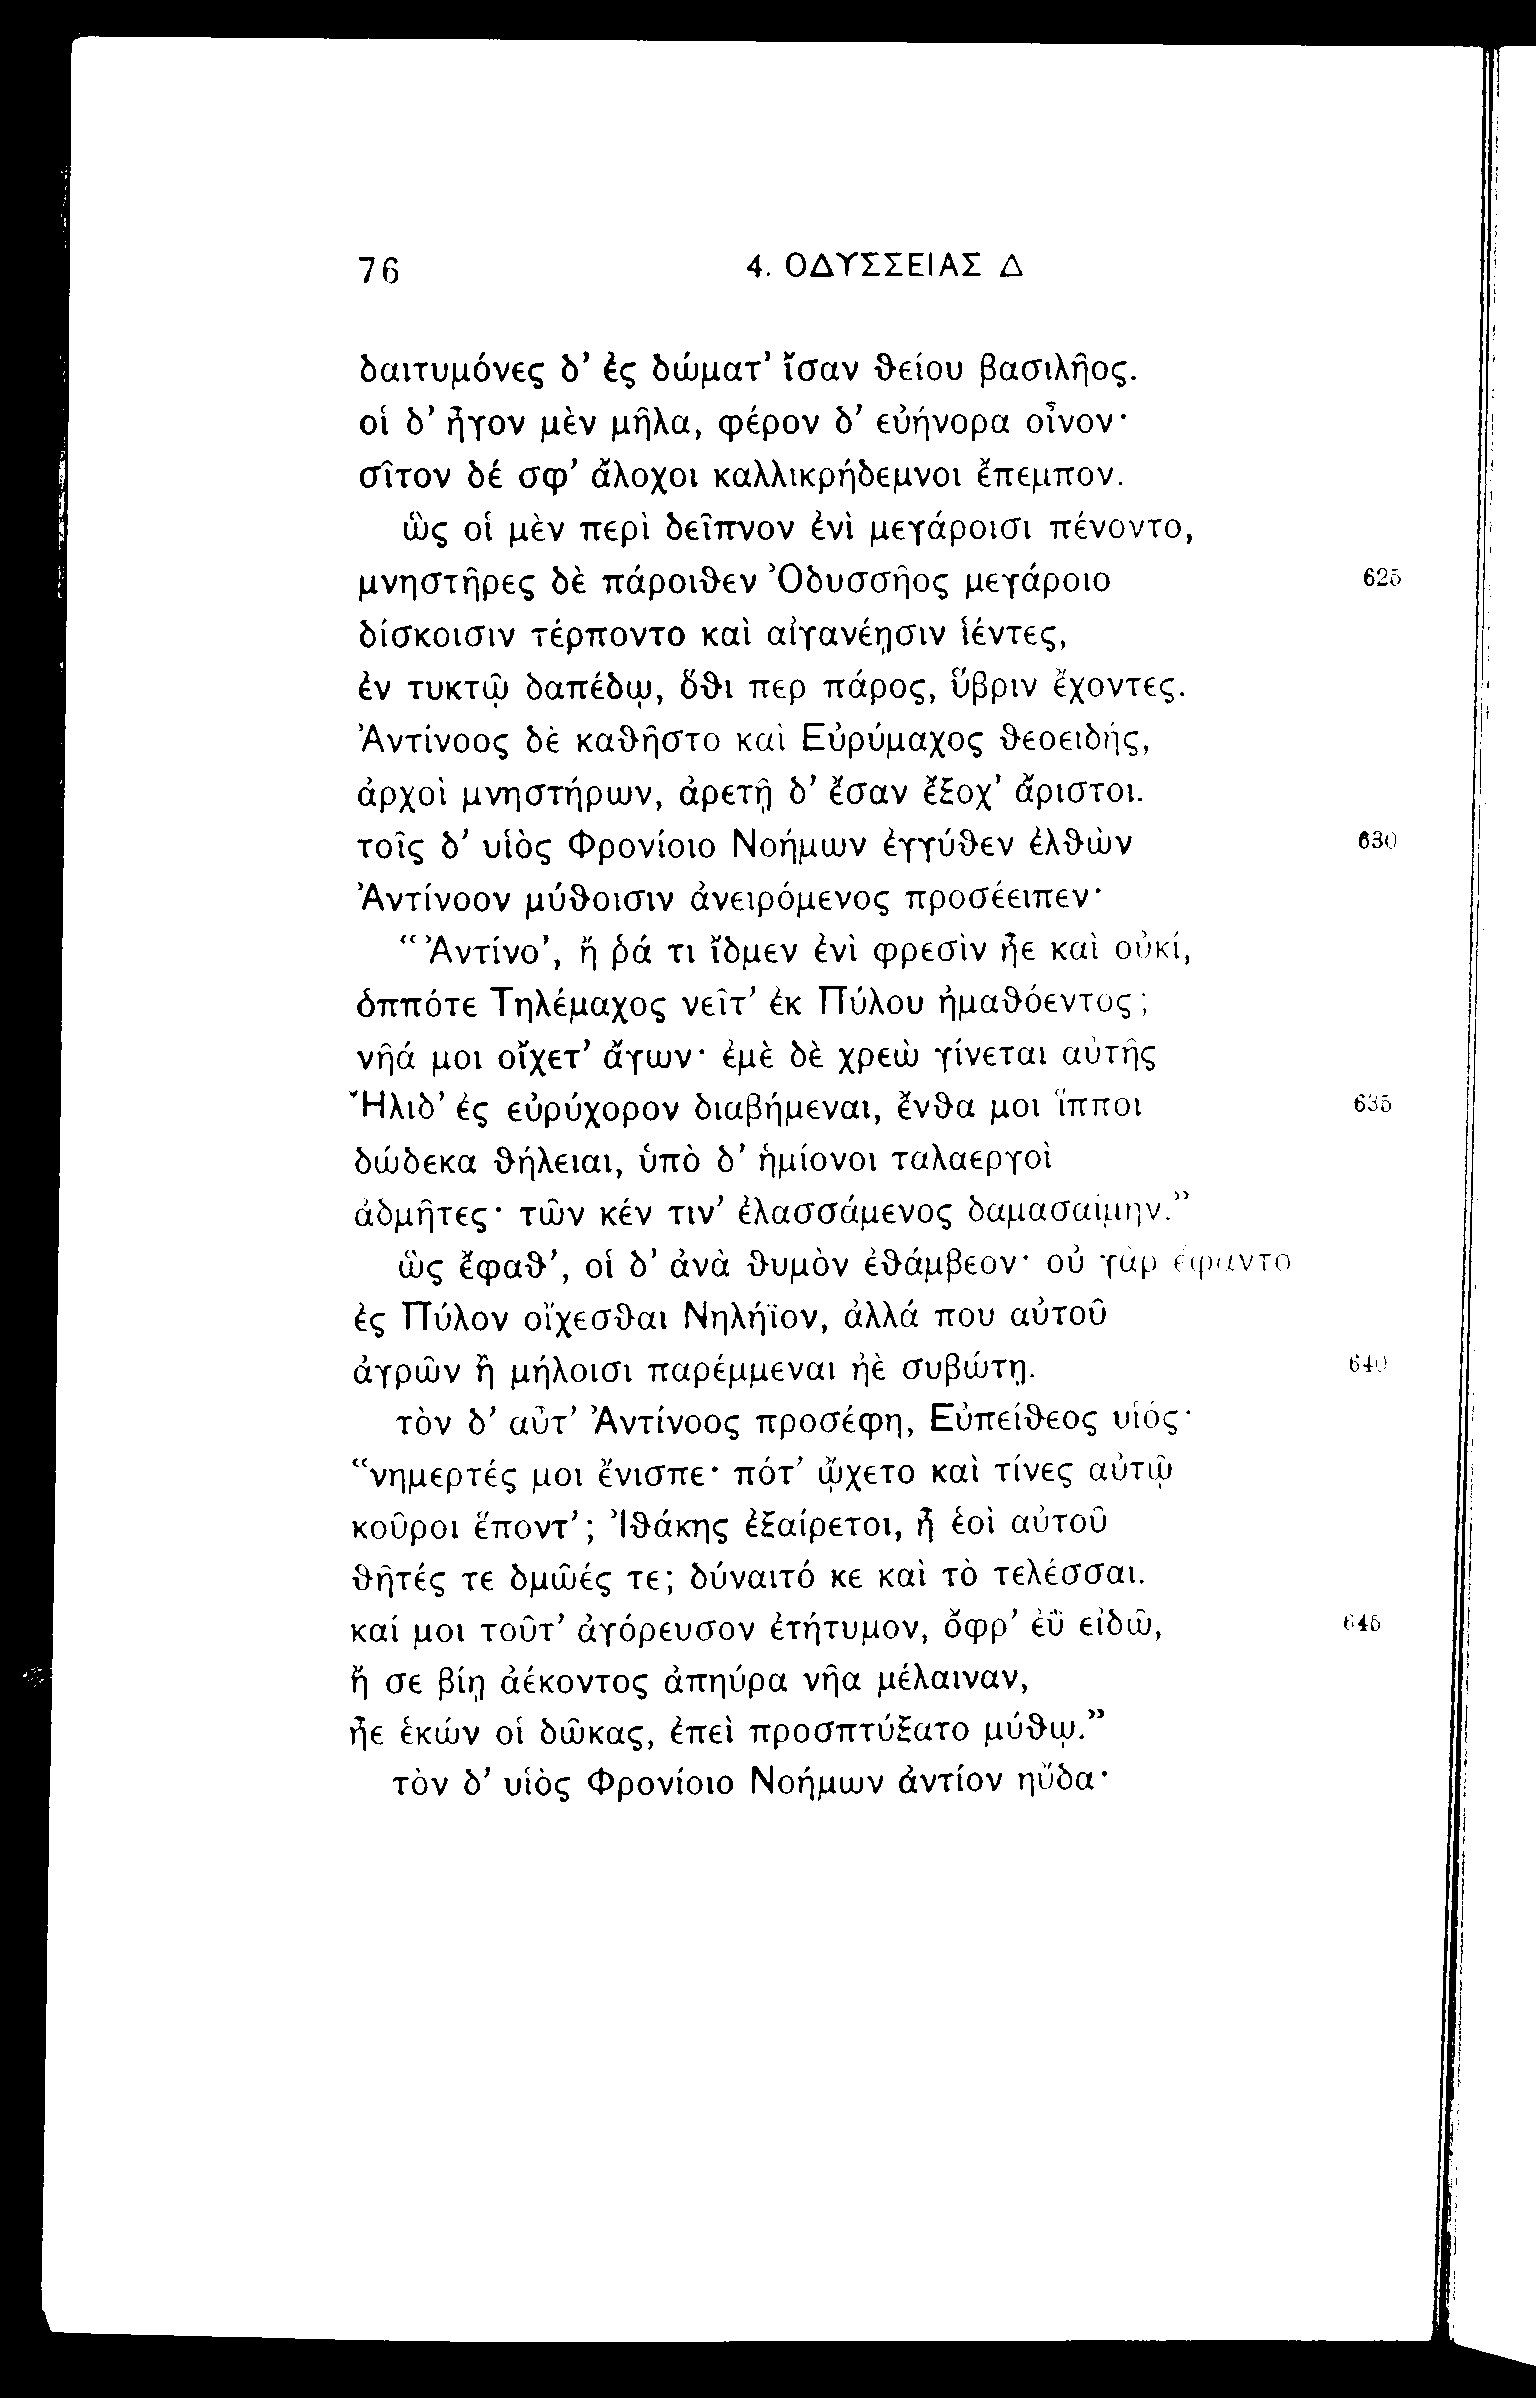 76 4. ΟΔΥΣΣΕΙΑΣ Δ
δαιτυμόνες δ’ ἐς δώματ’ ἴσαν θείου βασιλῆος.
οἱ δ’ ἦγον μὲν μῆλα, φέρον δ’ εὐήνορα οἶνον·
σῖτον δέ σφ’ ἄλοχοι καλλικρήδεμνοι ἔπεμπον.
ὣς οἱ μὲν περὶ δεῖπνον ἐνὶ μεγάροισι πένοντο,
μνηστῆρες δὲ πάροιθεν Ὀδυσσῆος μεγάροιο 625
δίσκοισιν τέρποντο καὶ αἰγανέῃσιν ἱέντες,
ἐν τυκτῷ δαπέδῳ, ὅθι περ πάρος, ὕβριν ἔχοντες.
Ἀντίνοος δὲ καθῆστο καὶ Εὐρύμαχος θεοειδής,
ἀρχοὶ μνηστήρων, ἀρετῇ δ’ ἔσαν ἔξοχ’ ἄριστοι.
τοῖς δ’ υἱὸς Φρονίοιο Νοήμων ἐγγύθεν ἐλθὼν 630
Ἀντίνοον μύθοισιν ἀνειρόμενος προσέειπεν·
“Ἀντίνο’, ἤ ῥά τι ἴδμεν ἐνὶ φρεσὶν ἦε καὶ οὐκί,
ὁππότε Τηλέμαχος νεῖτ’ ἐκ Πύλου ἠμαθόεντος;
νῆά μοι οἴχετ’ ἄγων· ἐμὲ δὲ χρεὼ γίνεται αὐτῆς
Ἤλιδ’ ἐς εὐρύχορον διαβήμεναι, ἔνθα μοι ἵπποι 635
δώδεκα θήλειαι, ὑπὸ δ’ ἡμίονοι ταλαεργοὶ
ἀδμῆτες· τῶν κέν τιν’ ἐλασσάμενος δαμασαίμην.”
ὣς ἔφαθ’, οἱ δ’ ἀνὰ θυμὸν ἐθάμβεον· οὐ γὰρ ἔφαντο
ἐς Πύλον οἴχεσθαι Νηλήϊον, ἀλλά που αὐτοῦ
ἀγρῶν ἢ μήλοισι παρέμμεναι ἠὲ συβώτῃ. 640
τὸν δ’ αὖτ’ Ἀντίνοος προσέφη, Εὐπείθεος υἱός·
“νημερτές μοι ἔνισπε· πότ’ ᾤχετο καὶ τίνες αὐτῷ
κοῦροι ἕποντ’; Ἰθάκης ἐξαίρετοι, ἦ ἑοὶ αὐτοῦ
θῆτές τε δμῶές τε; δύναιτό κε καὶ τὸ τελέσσαι.
καί μοι τοῦτ’ ἀγόρευσον ἐτήτυμον, ὄφρ’ ἐῢ εἰδῶ, 645
ἤ σε βίῃ ἀέκοντος ἀπηύρα νῆα μέλαιναν,
ἦε ἑκών οἱ δῶκας, ἐπεὶ προσπτύξατο μύθῳ.”
τὸν δ’ υἱὸς Φρονίοιο Νοήμων ἀντίον ηὔδα·